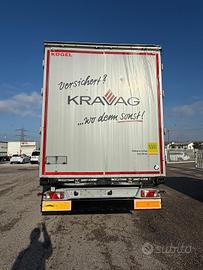 KÖGEL
versichert?
KRAVAG
...wo denn sonst!
subito